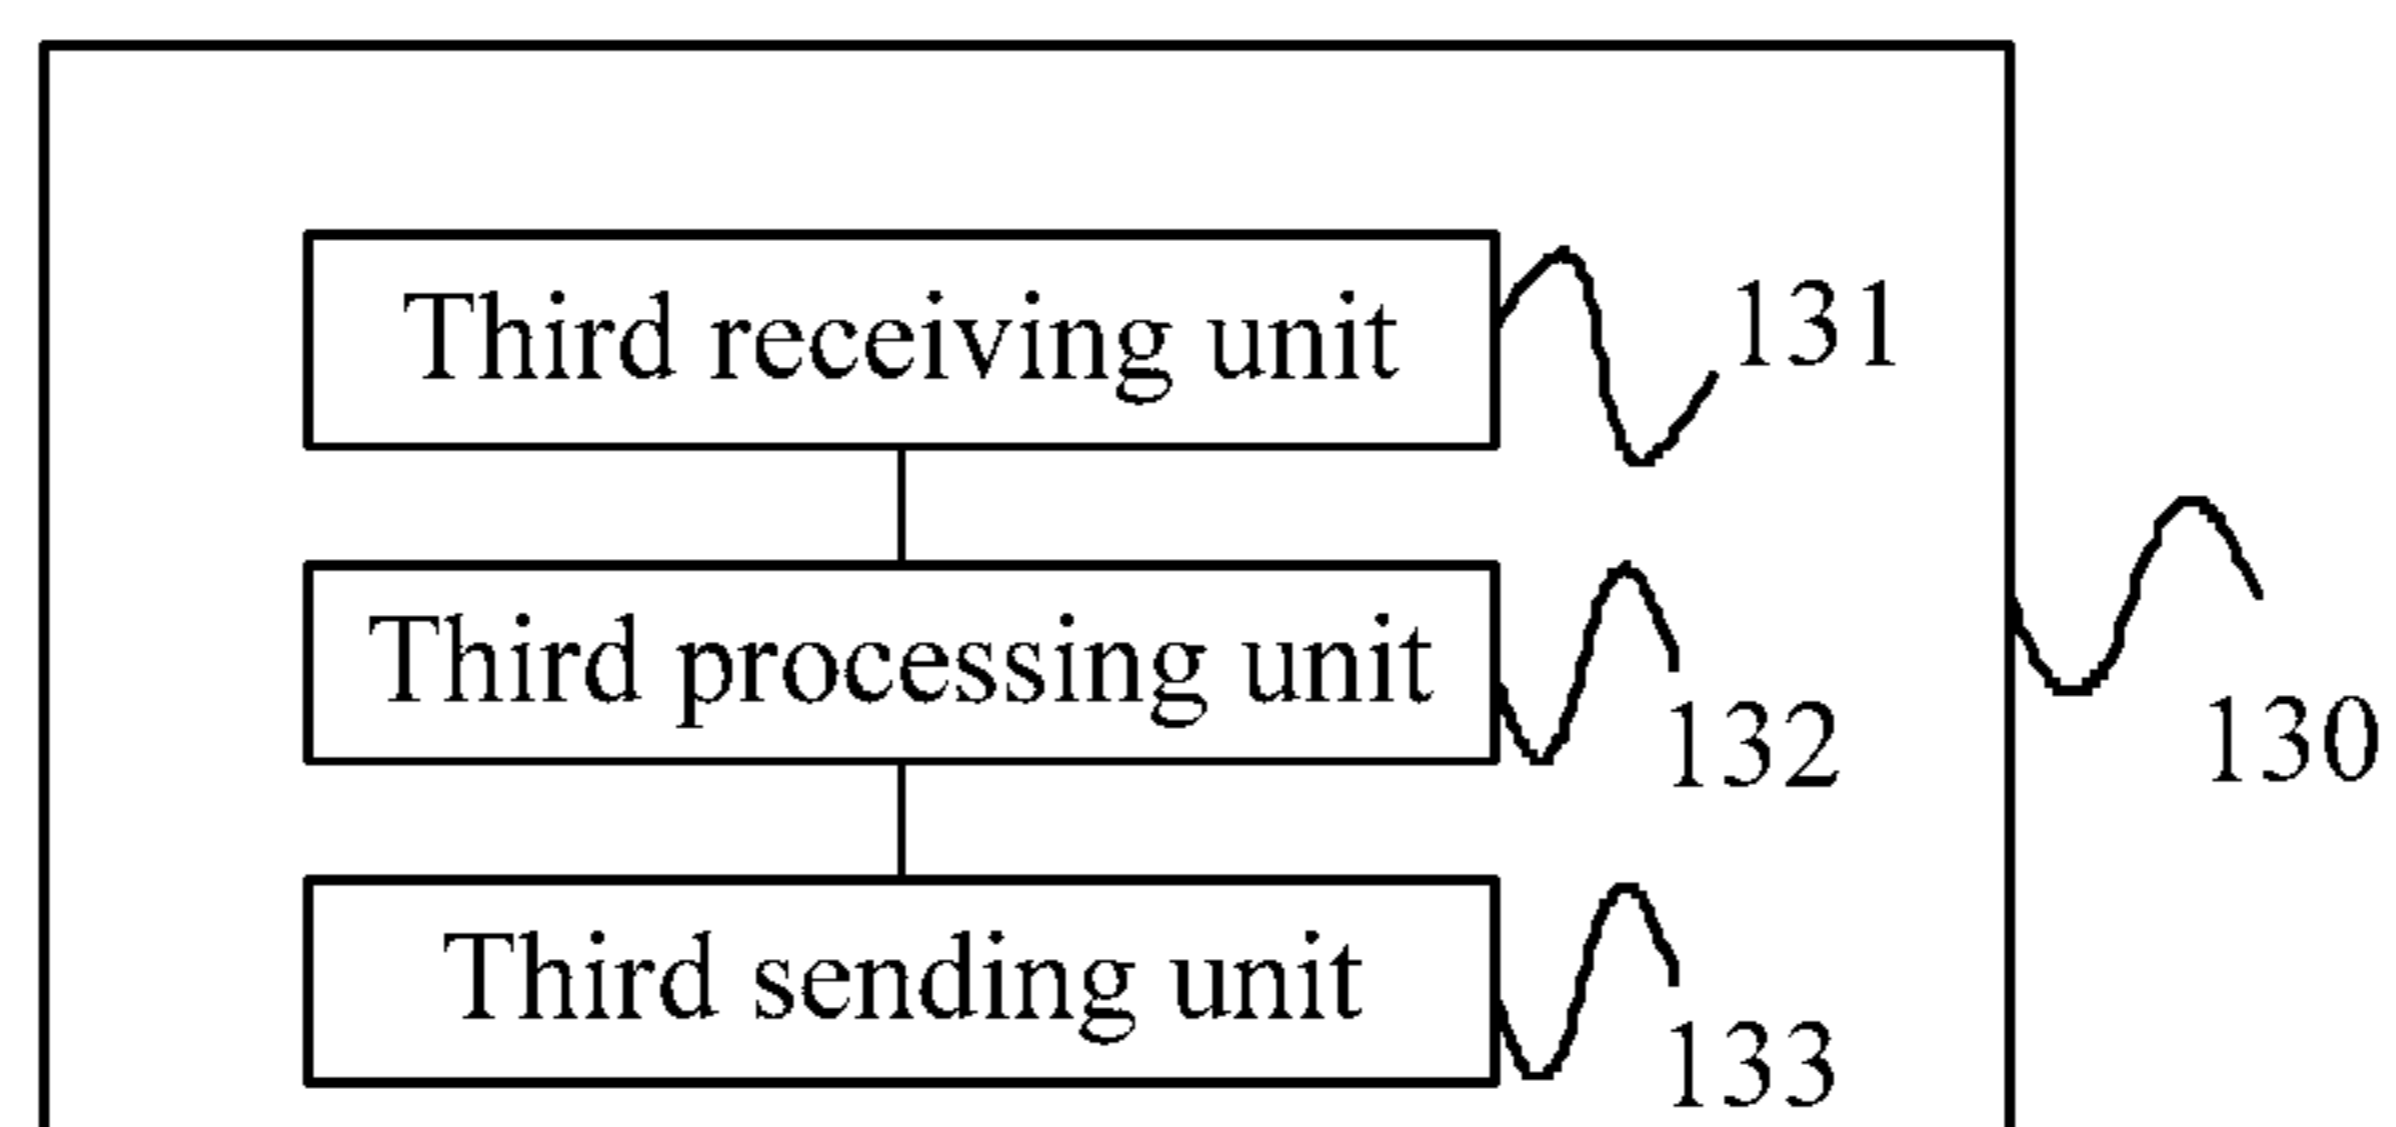 Third receiving unit
131
Third processing unit
132
130
Third sending unit
133